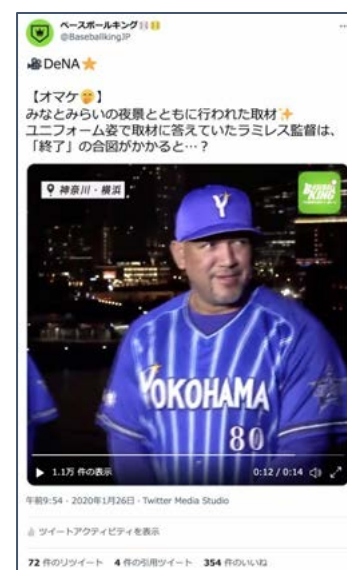 ベースボールキング
@BaseballkingJP
DeNA
【オマケ】
みなとみらいの夜景とともに行われた取材
ユニフォーム姿で取材に答えていたラミレス監督は、
「終了」の合図がかかると…？
神奈川・横浜
BASEBALL KING
Y
YOKOHAMA
80
1.1万 件の表示
0:12 / 0:14
午前9:54 · 2020年1月26日 · Twitter Media Studio
ツイートアクティビティを表示
72 件のリツイート 4 件の引用ツイート 354 件のいいね